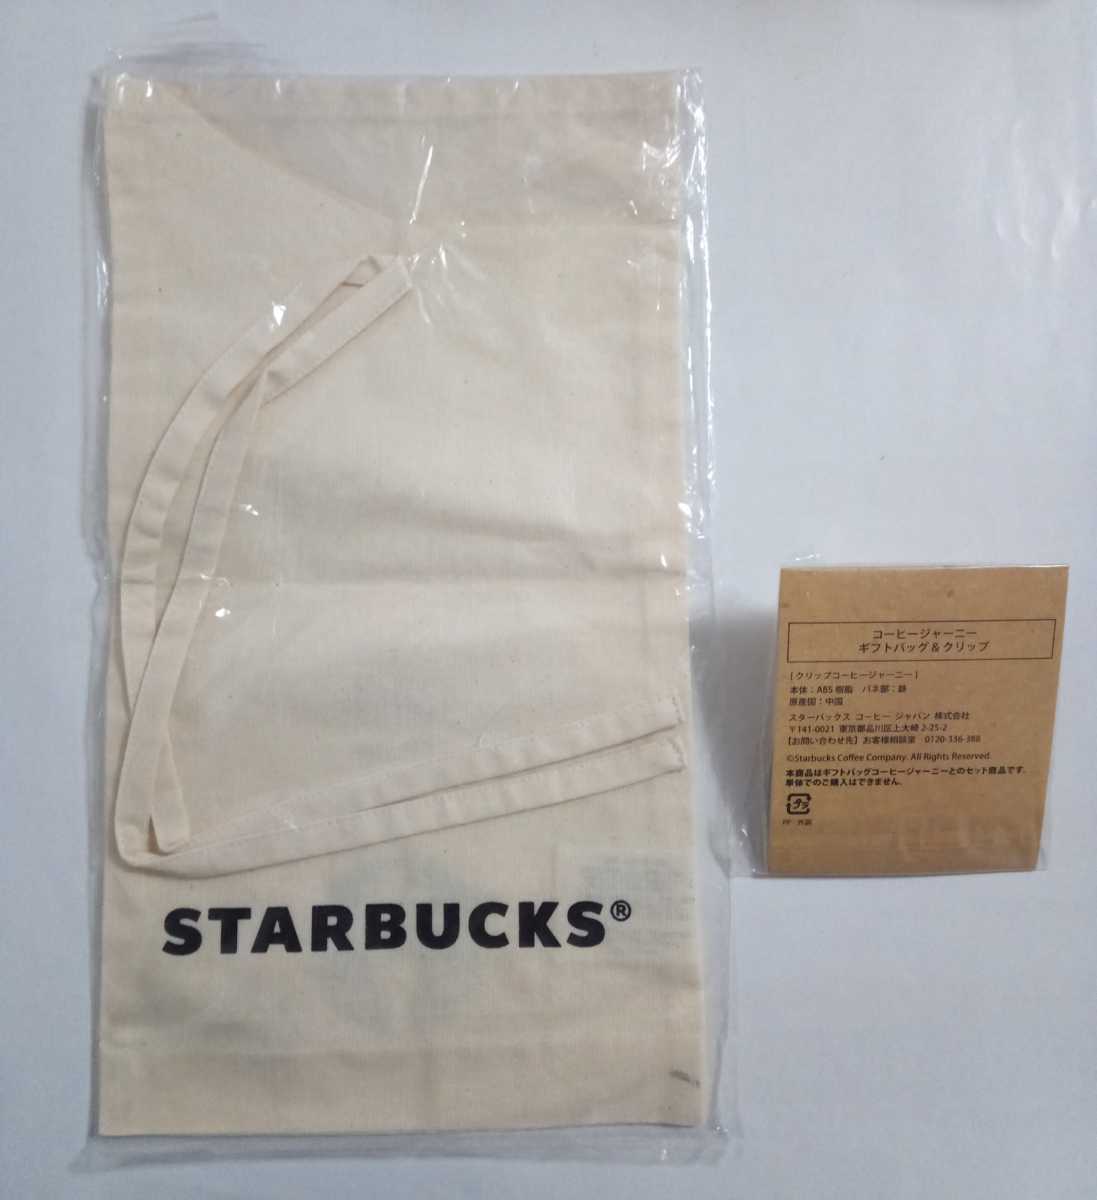 STARBUCKS®
コーヒージャーニー
ギフトバッグ & クリップ
[ クリップコーヒージャーニー ]
本体：ABS 樹脂　バネ部：鉄
原産国：中国
スターバックス コーヒー ジャパン 株式会社
〒141-0021 東京都品川区上大崎 2-25-2
【お問い合わせ先】お客様相談室　0120-336-388
©Starbucks Coffee Company. All Rights Reserved.
本商品はギフトバッグコーヒージャーニーとのセット商品です。
単体でのご購入はできません。
プラ
PP：外装